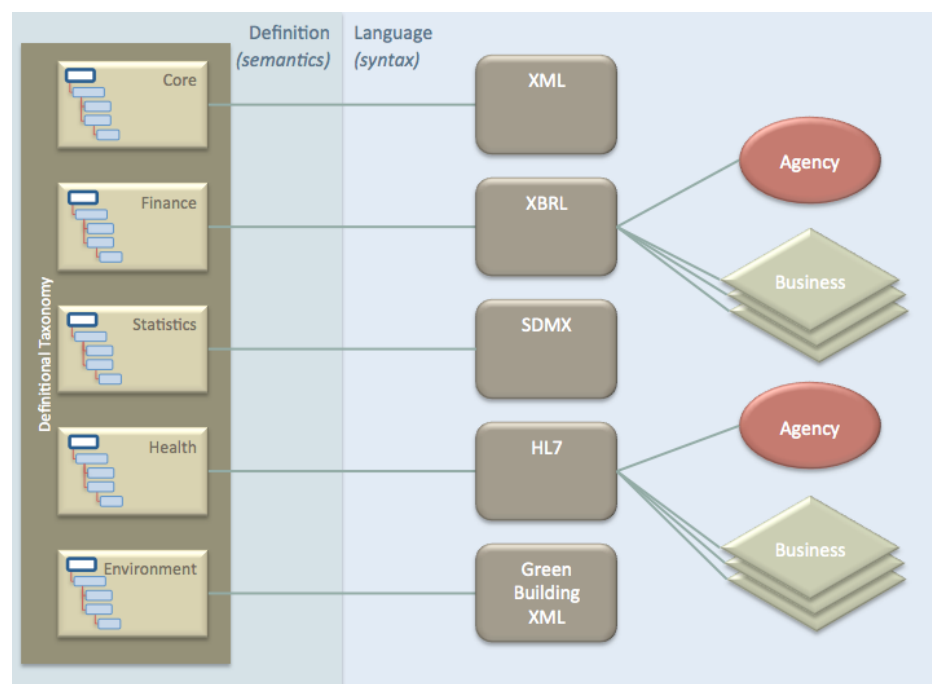 Definition
(semantics)
Language
(syntax)
Definitional Taxonomy
Core
XML
Agency
Finance
XBRL
Business
Statistics
SDMX
Agency
Health
HL7
Business
Environment
Green
Building
XML